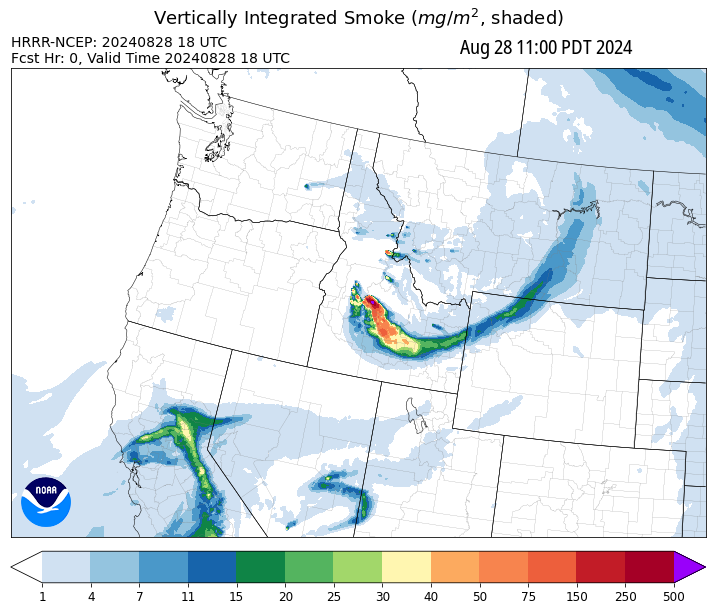 Vertically Integrated Smoke (mg/m², shaded)
HRRR-NCEP: 20240828 18 UTC
Fcst Hr: 0, Valid Time 20240828 18 UTC
Aug 28 11:00 PDT 2024
NOAA
1 4 7 11 15 20 25 30 40 50 75 150 250 500